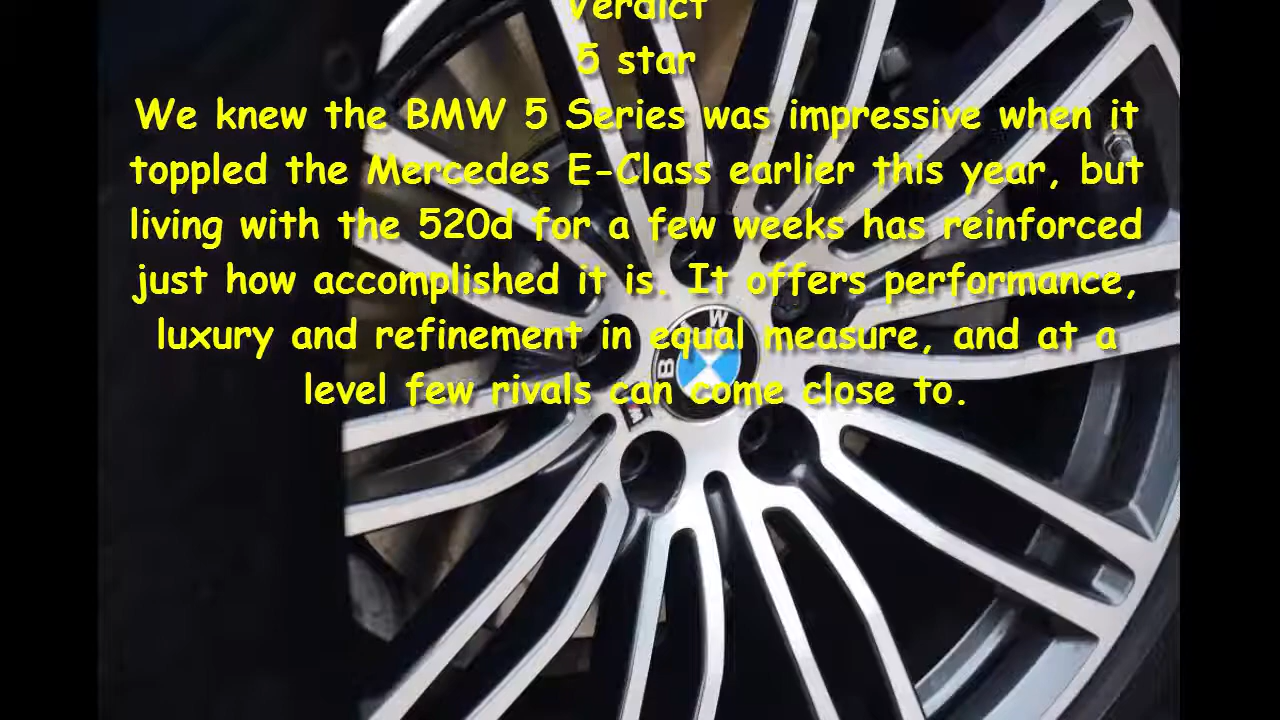 Verdict
5 star
We knew the BMW 5 Series was impressive when it
toppled the Mercedes E-Class earlier this year, but
living with the 520d for a few weeks has reinforced
just how accomplished it is. It offers performance,
luxury and refinement in equal measure, and at a
level few rivals can come close to.
B W
M